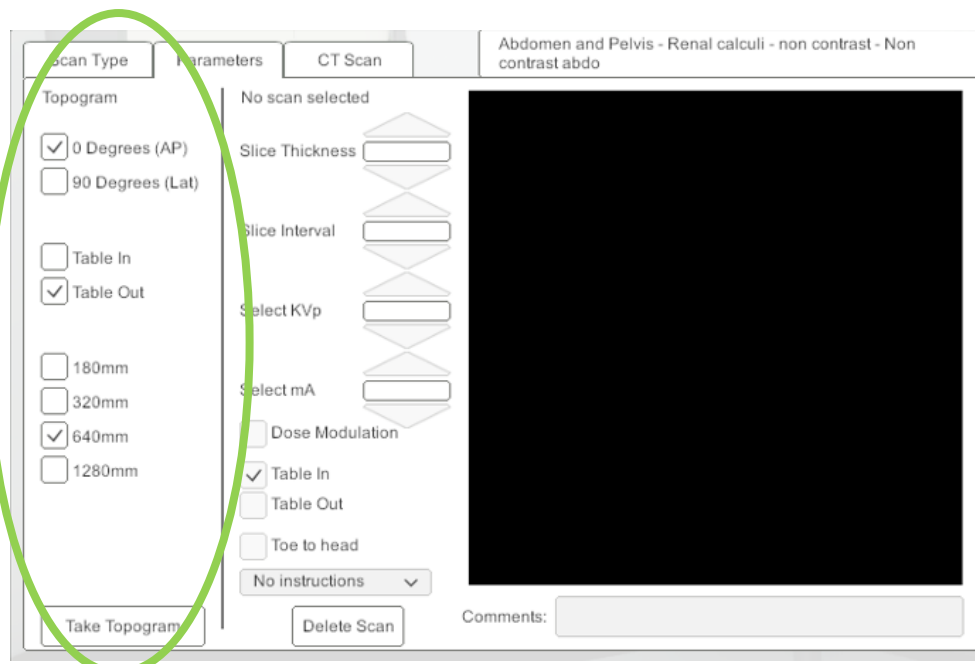 Scan Type
Parameters
CT Scan
Abdomen and Pelvis - Renal calculi - non contrast - Non
contrast abdo
Topogram
0 Degrees (AP)
90 Degrees (Lat)
Table In
Table Out
180mm
320mm
640mm
1280mm
Take Topogram
No scan selected
Slice Thickness
Slice Interval
Select KVp
Select mA
Dose Modulation
Table In
Table Out
Toe to head
No instructions
Delete Scan
Comments: